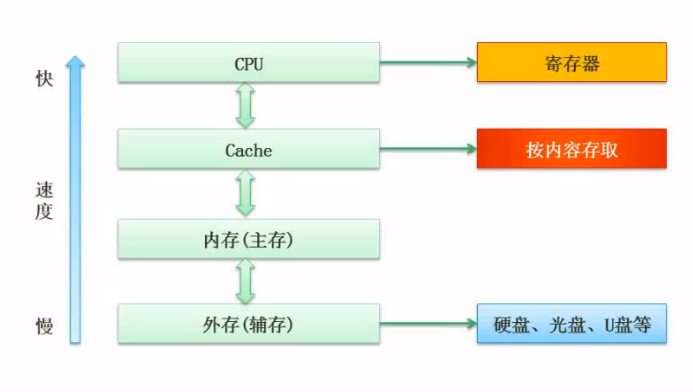 快
CPU
寄存器
Cache
按内容存取
速
度
内存(主存)
慢
外存(辅存)
硬盘、光盘、U盘等